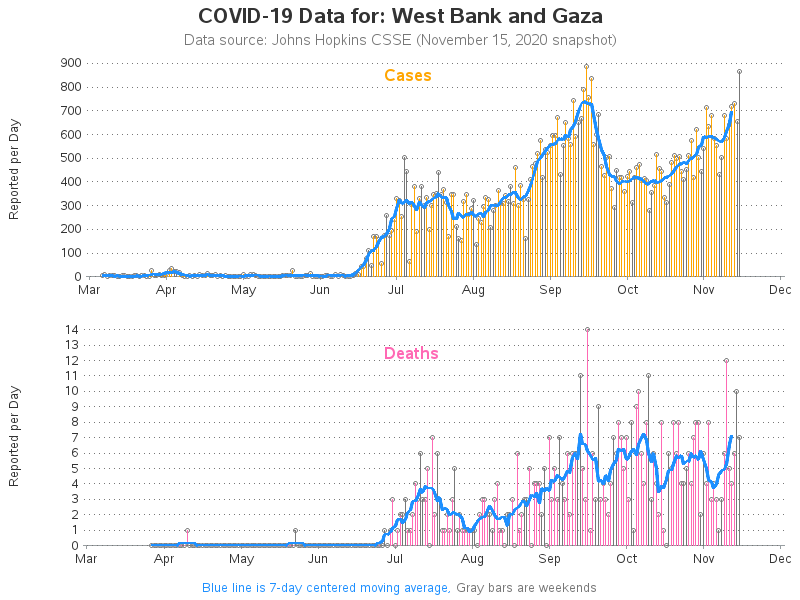 COVID-19 Data for: West Bank and Gaza
Data source: Johns Hopkins CSSE (November 15, 2020 snapshot)
Cases
Reported per Day
900
800
700
600
500
400
300
200
100
0
Mar Apr May Jun Jul Aug Sep Oct Nov Dec
Deaths
Reported per Day
14
13
12
11
10
9
8
7
6
5
4
3
2
1
0
Mar Apr May Jun Jul Aug Sep Oct Nov Dec
Blue line is 7-day centered moving average, Gray bars are weekends